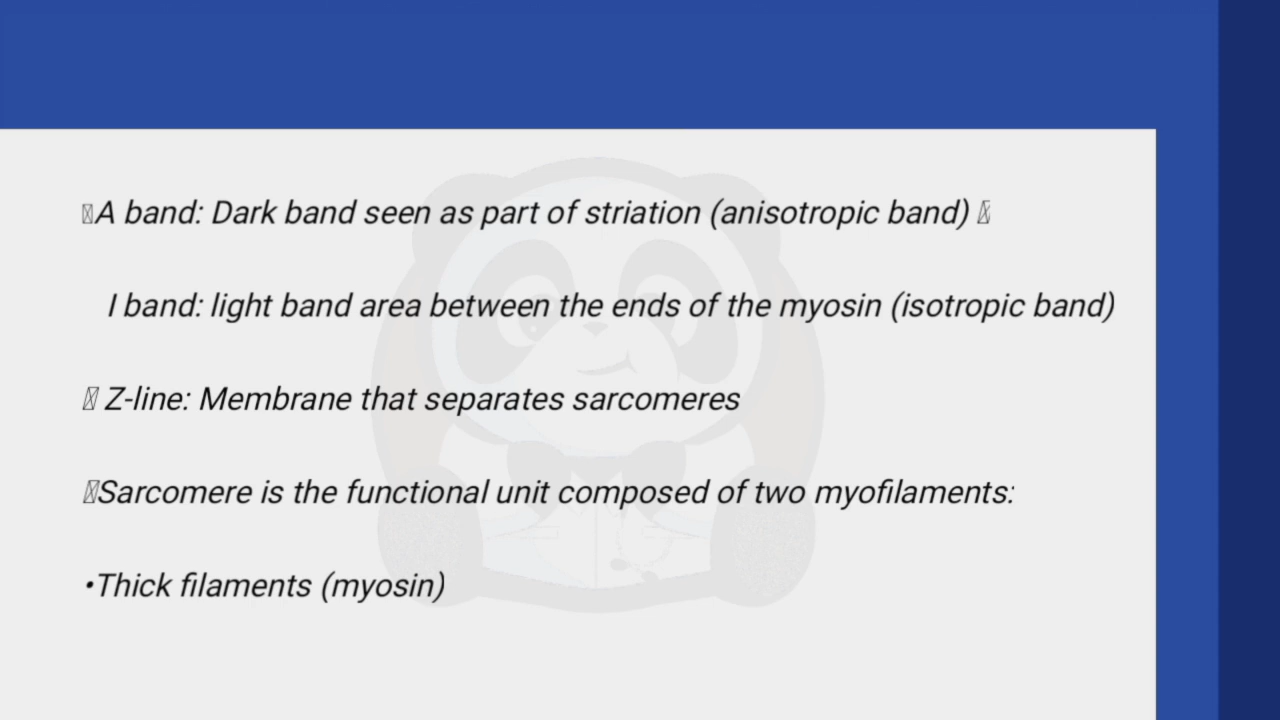 A band: Dark band seen as part of striation (anisotropic band)
I band: light band area between the ends of the myosin (isotropic band)
Z-line: Membrane that separates sarcomeres
Sarcomere is the functional unit composed of two myofilaments:
•Thick filaments (myosin)